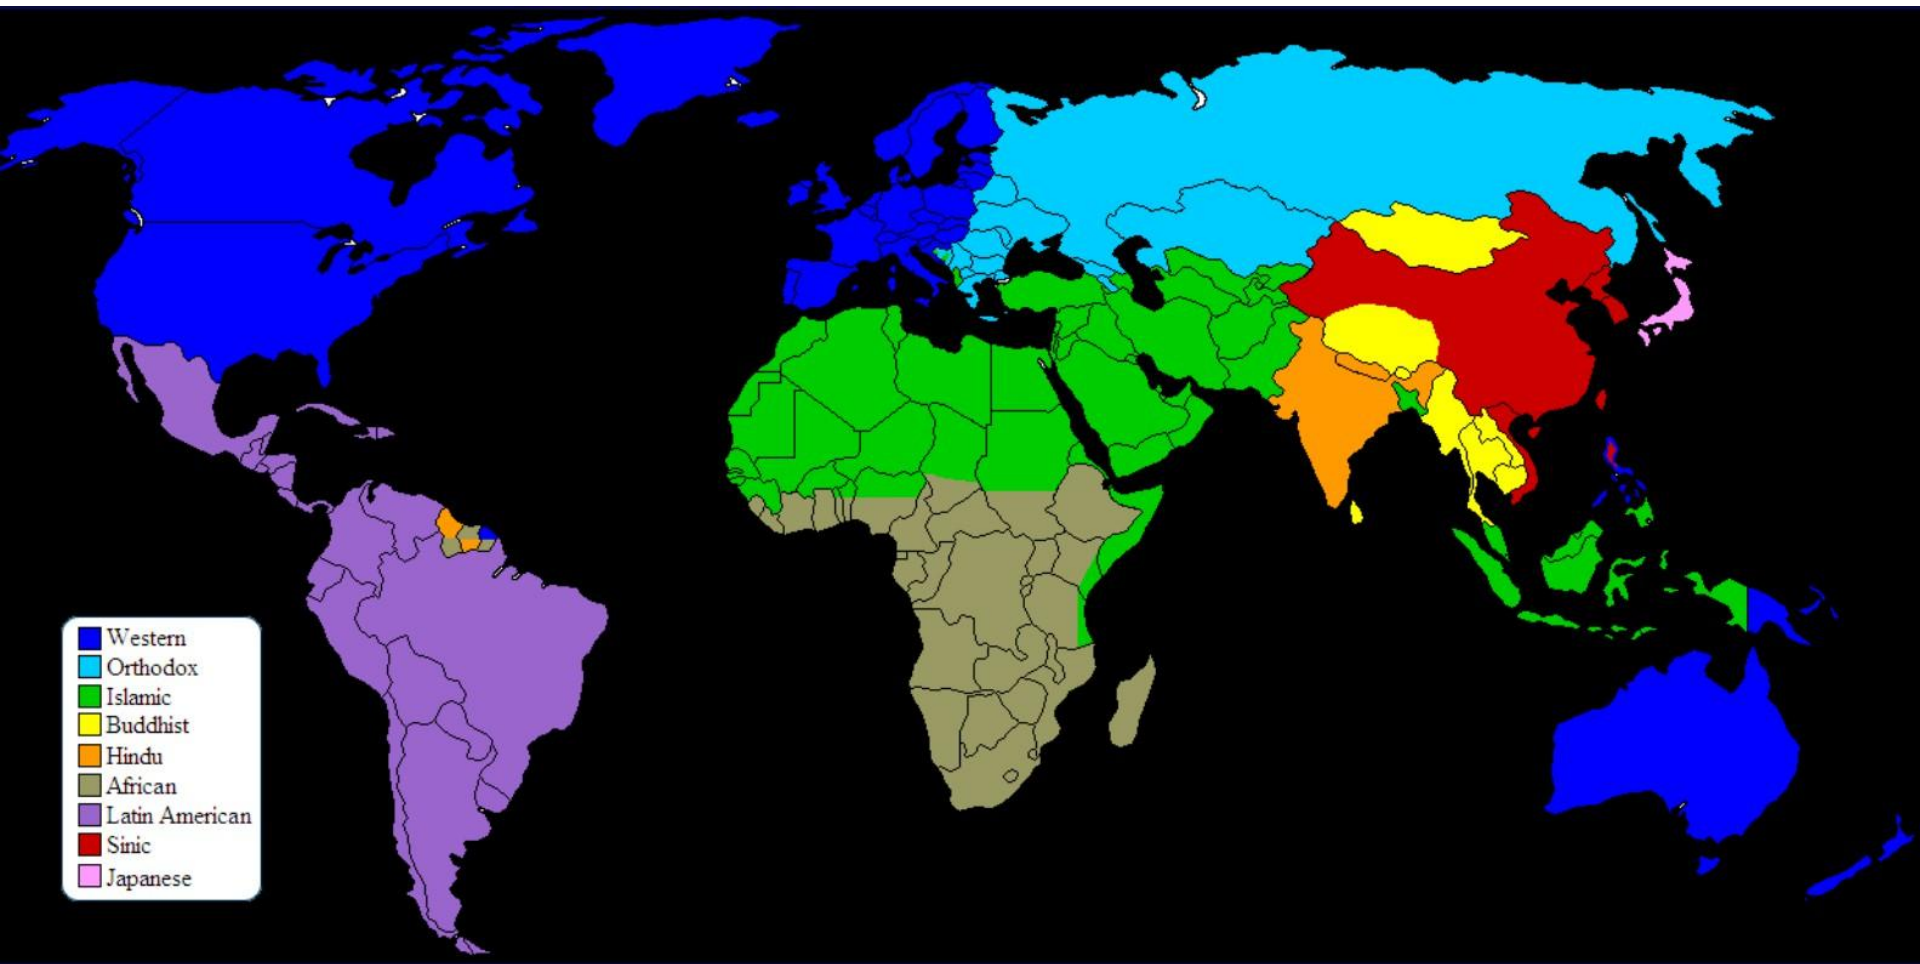 Western
Orthodox
Islamic
Buddhist
Hindu
African
Latin American
Sinic
Japanese